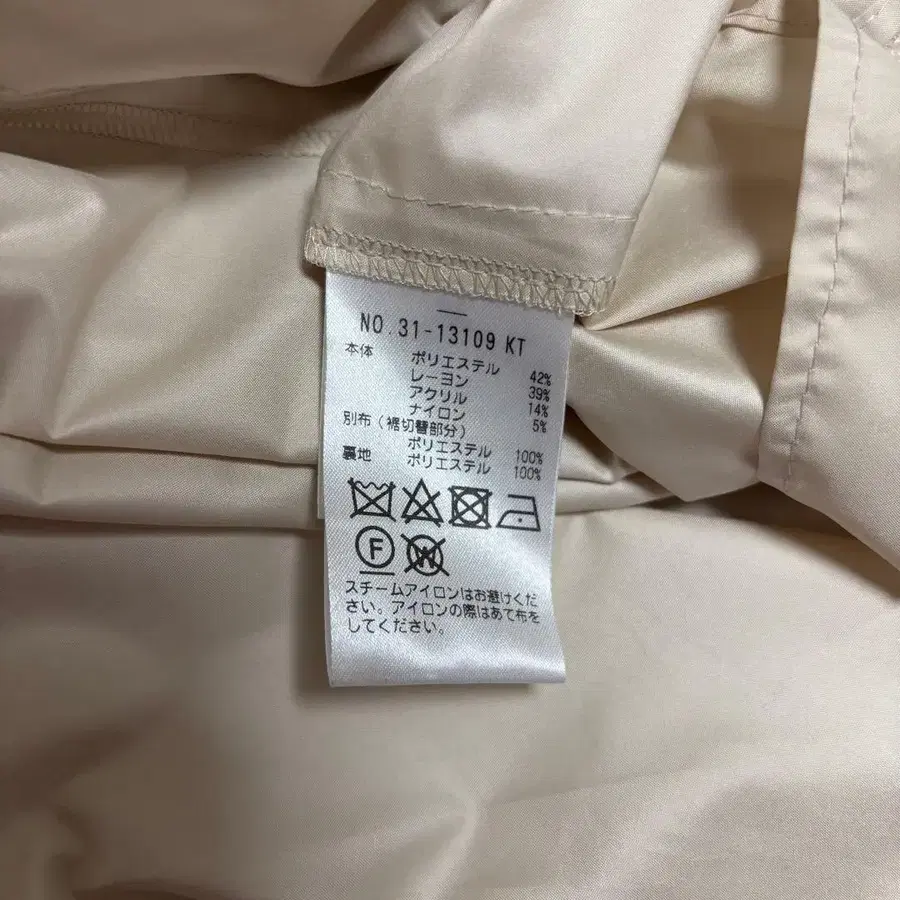 NO.31-13109 KT
本体 ポリエステル 42%
レーヨン 39%
アクリル 14%
ナイロン 5%
別布(裾切替部分)
ポリエステル 100%
裏地 ポリエステル 100%
F W
スチームアイロンはお避けくだ
さい。アイロンの際はあて布を
してください。